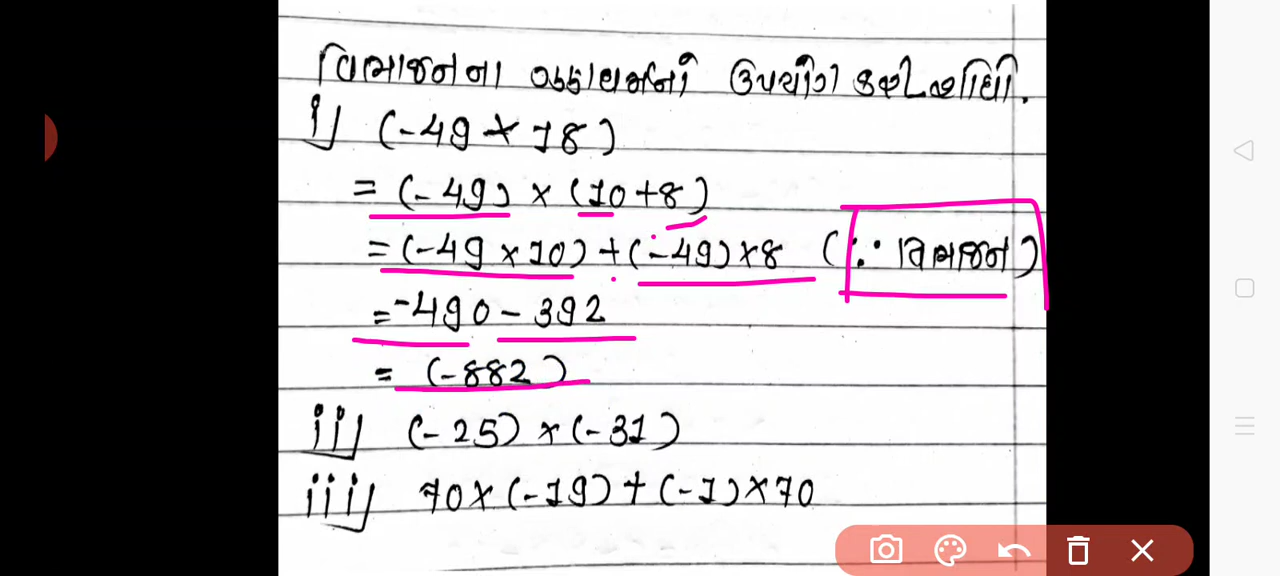 વિભાજનના ગુણધર્મનો ઉપયોગ કરી શોધો.
i) (-49 × 18)
= (-49) × (10+8)
= (-49 × 10) + (-49) × 8 (∵ વિભાજન)
= -490 - 392
= (-882)
ii) (-25) × (-31)
iii) 70 × (-19) + (-1) × 70